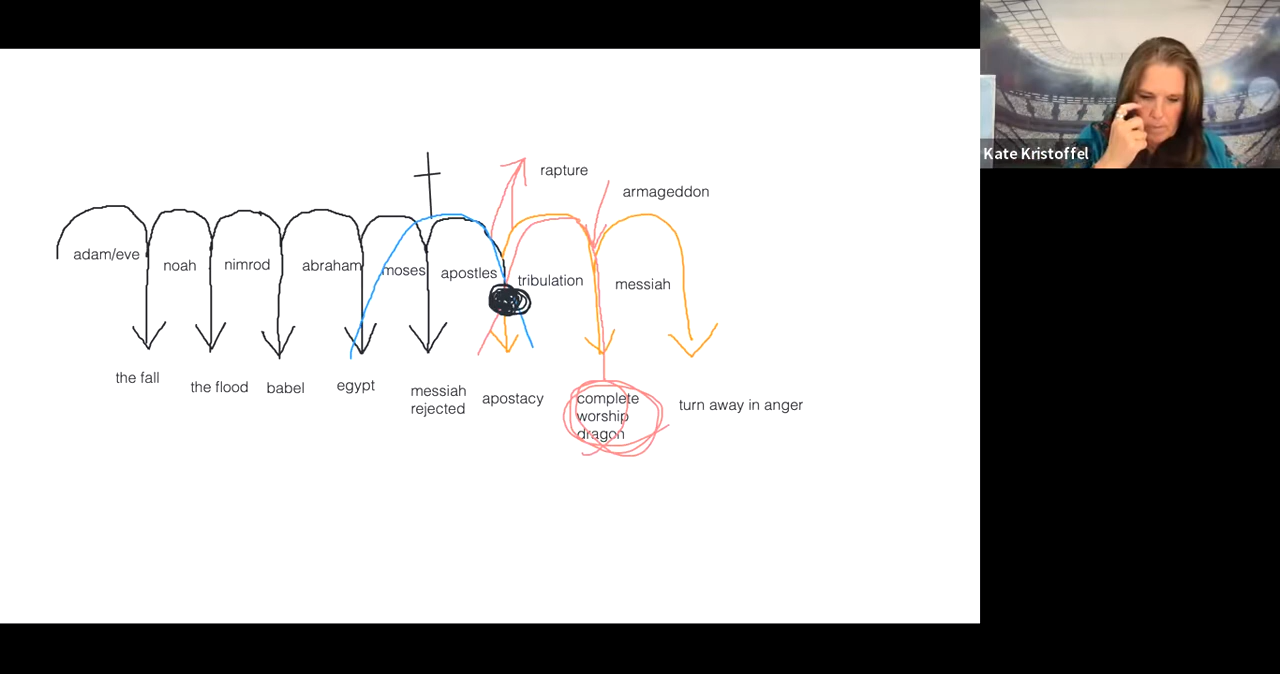 Kate Kristoffel
rapture
armageddon
adam/eve
noah
nimrod
abraham
moses
apostles
tribulation
messiah
the fall
the flood
babel
egypt
messiah
rejected
apostacy
complete
worship
dragon
turn away in anger